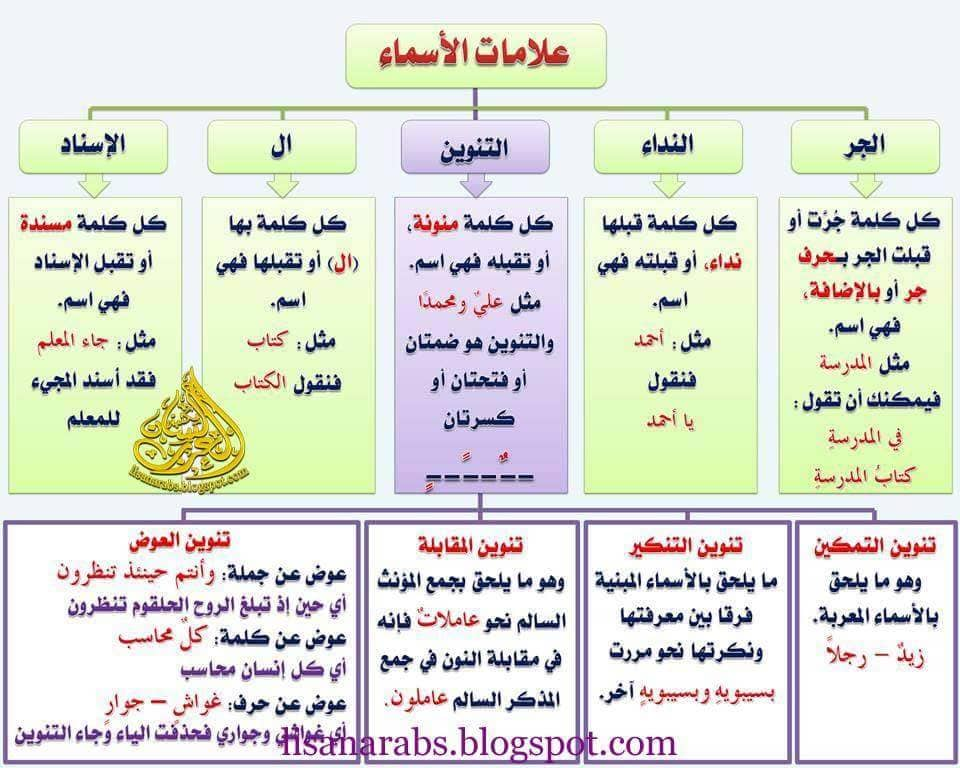 علامات الأسماءِ
الجر
كل كلمة جُرَّت أو
قبلت الجر بـحرف
جر أو بالإضافة،
فهي اسم.
مثل المدرسة
فيمكنك أن تقول:
في المدرسةِ
كتابُ المدرسةِ
النداء
كل كلمة قبلها
نداء، أو قبلته فهي
اسم.
مثل: أحمد
فنقول
يا أحمد
التنوين
كل كلمة منونة،
أو تقبله فهي اسم.
مثل عليٌ ومحمدًا
والتنوين هو ضمتان
أو فتحتان أو
كسرتان
ال
كل كلمة بها
(ال) أو تقبلها فهي
اسم.
مثل: كتاب
فنقول الكتاب
الإسناد
كل كلمة مسندة
أو تقبل الإسناد
فهي اسم.
مثل: جاء المعلم
فقد أسند المجيء
للمعلم
lisanarabs.blogspot.com
تنوين التمكين
وهو ما يلحق
بالأسماء المعربة.
زيدٌ – رجلاً
تنوين التنكير
ما يلحق بالأسماء المبنية
فرقا بين معرفتها
ونكرتها نحو مررت
بسيبويهِ وبسيبويهٍ آخر.
تنوين المقابلة
وهو ما يلحق بجمع المؤنث
السالم نحو عاملاتٌ فإنه
في مقابلة النون في جمع
المذكر السالم عاملون.
تنوين العوض
عوض عن جملة: وأنتم حينئذ تنظرون
أي حين إذ تبلغ الروح الحلقوم تنظرون
عوض عن كلمة: كلٌ محاسب
أي كل إنسان محاسب
عوض عن حرف: غواشٍ – جوارٍ
أي غواشي وجواري فحذفت الياء وجاء التنوين
lisanarabs.blogspot.com